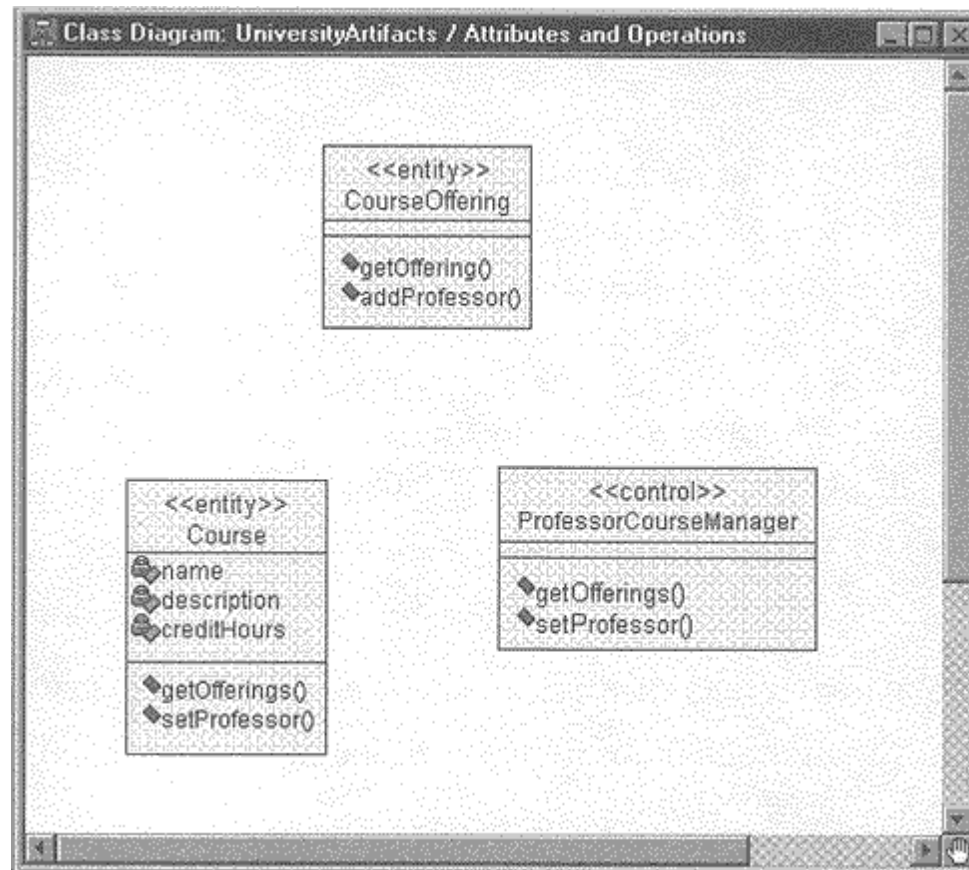 Class Diagram: UniversityArtifacts / Attributes and Operations
<<entity>>
CourseOffering
getOffering()
addProfessor()
<<entity>>
Course
name
description
creditHours
getOfferings()
setProfessor()
<<control>>
ProfessorCourseManager
getOfferings()
setProfessor()